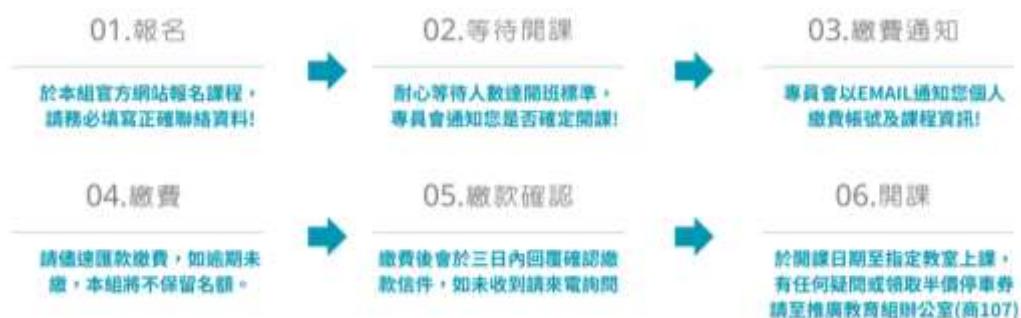 01.報名
02.等待開課
03.繳費通知
於本組官方網站報名課程，
請務必填寫正確聯絡資料!
耐心等待人數達開班標準，
專員會通知您是否確定開課!
專員會以EMAIL通知您個人
繳費帳號及課程資訊!
04.繳費
05.繳款確認
06.開課
請儘速匯款繳費，如逾期未
繳，本組將不保留名額。
繳費後會於三日內回覆確認繳
款信件，如未收到請來電詢問
於開課日期至指定教室上課，
有任何疑問或領取半價停車券
請至推廣教育組辦公室(商107)